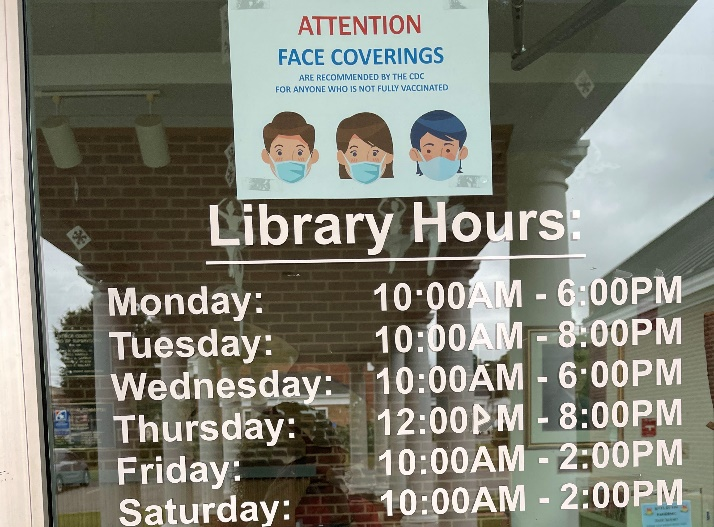 ATTENTION
FACE COVERINGS
ARE RECOMMENDED BY THE CDC
FOR ANYONE WHO IS NOT FULLY VACCINATED
Library Hours:
Monday: 10:00AM - 6:00PM
Tuesday: 10:00AM - 8:00PM
Wednesday: 10:00AM - 6:00PM
Thursday: 12:00PM - 8:00PM
Friday: 10:00AM - 2:00PM
Saturday: 10:00AM - 2:00PM